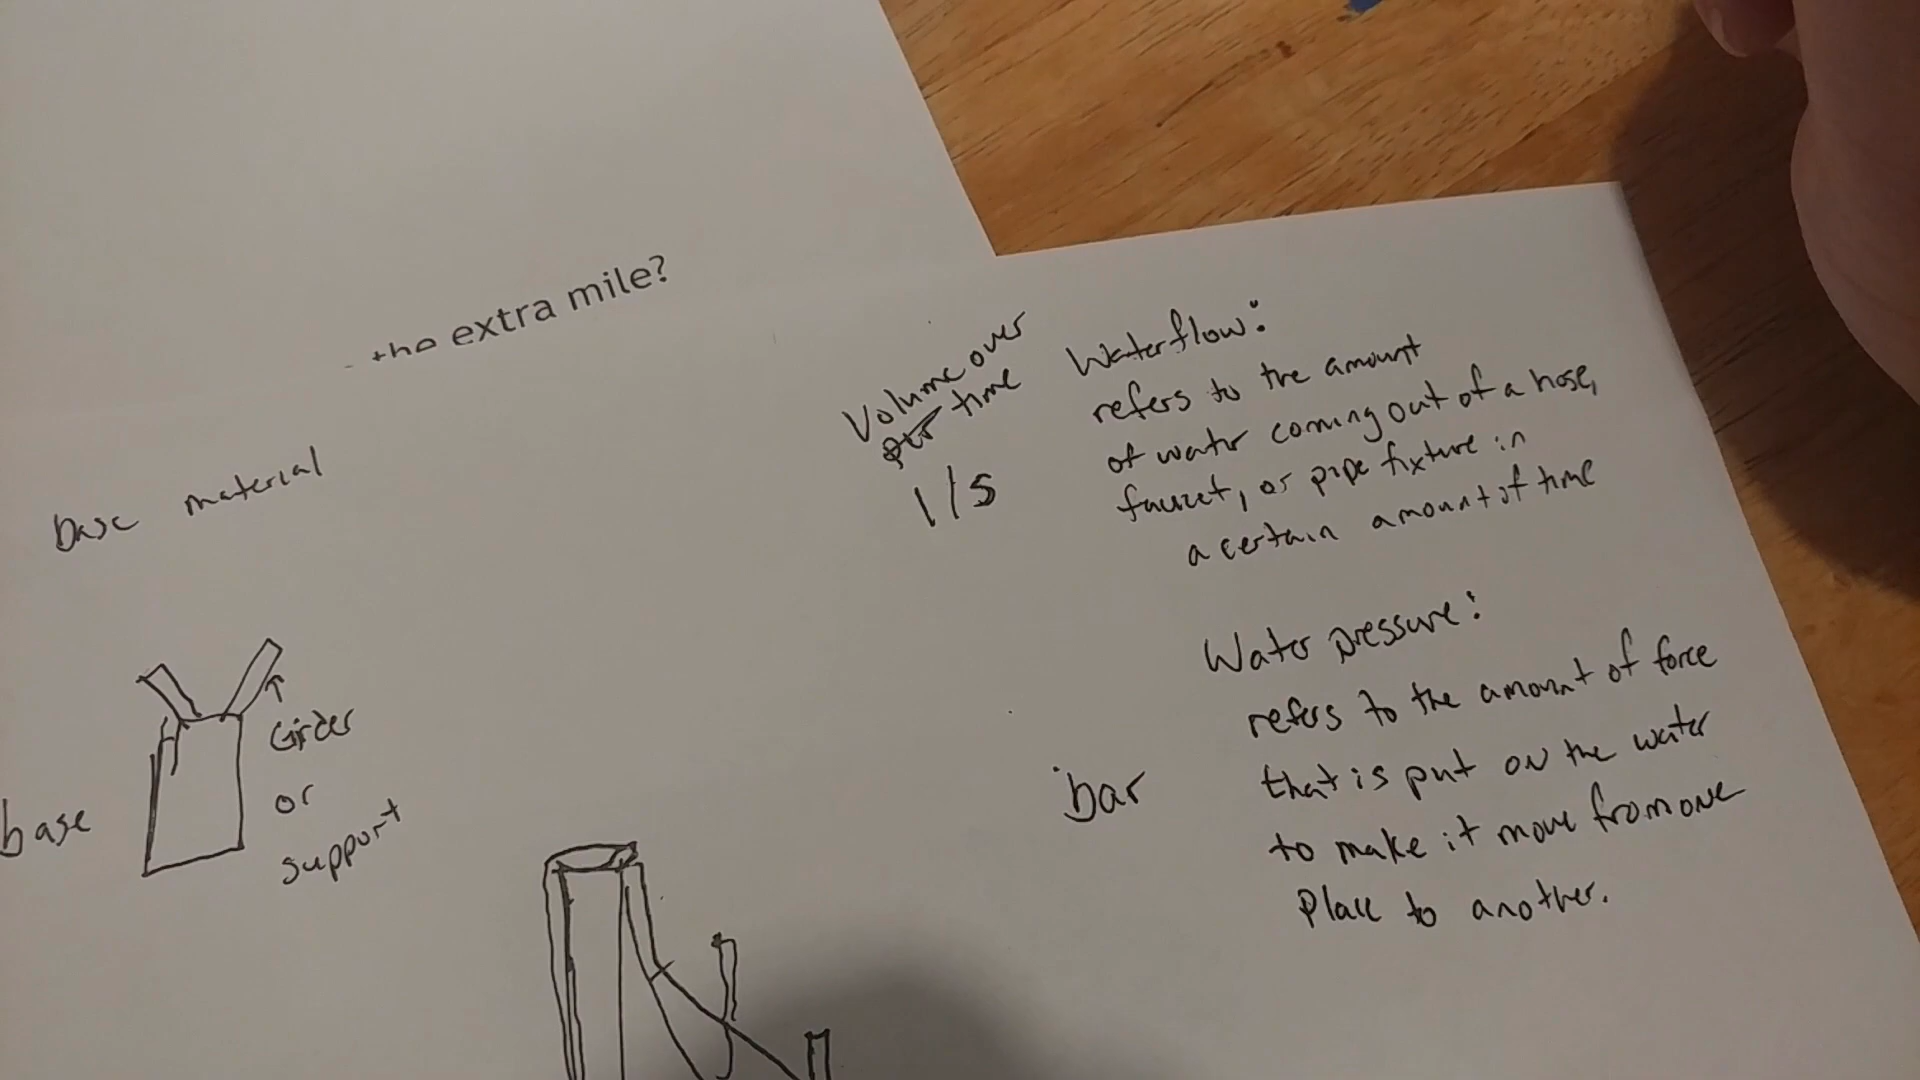 the extra mile?
base material
Girder
or
support
base
Volume over
per time
l/s
Waterflow:
refers to the amount
of water coming out of a hose,
faucet, or pipe fixture in
a certain amount of time
Water pressure:
refers to the amount of force
that is put on the water
to make it move from one
Place to another.
bar